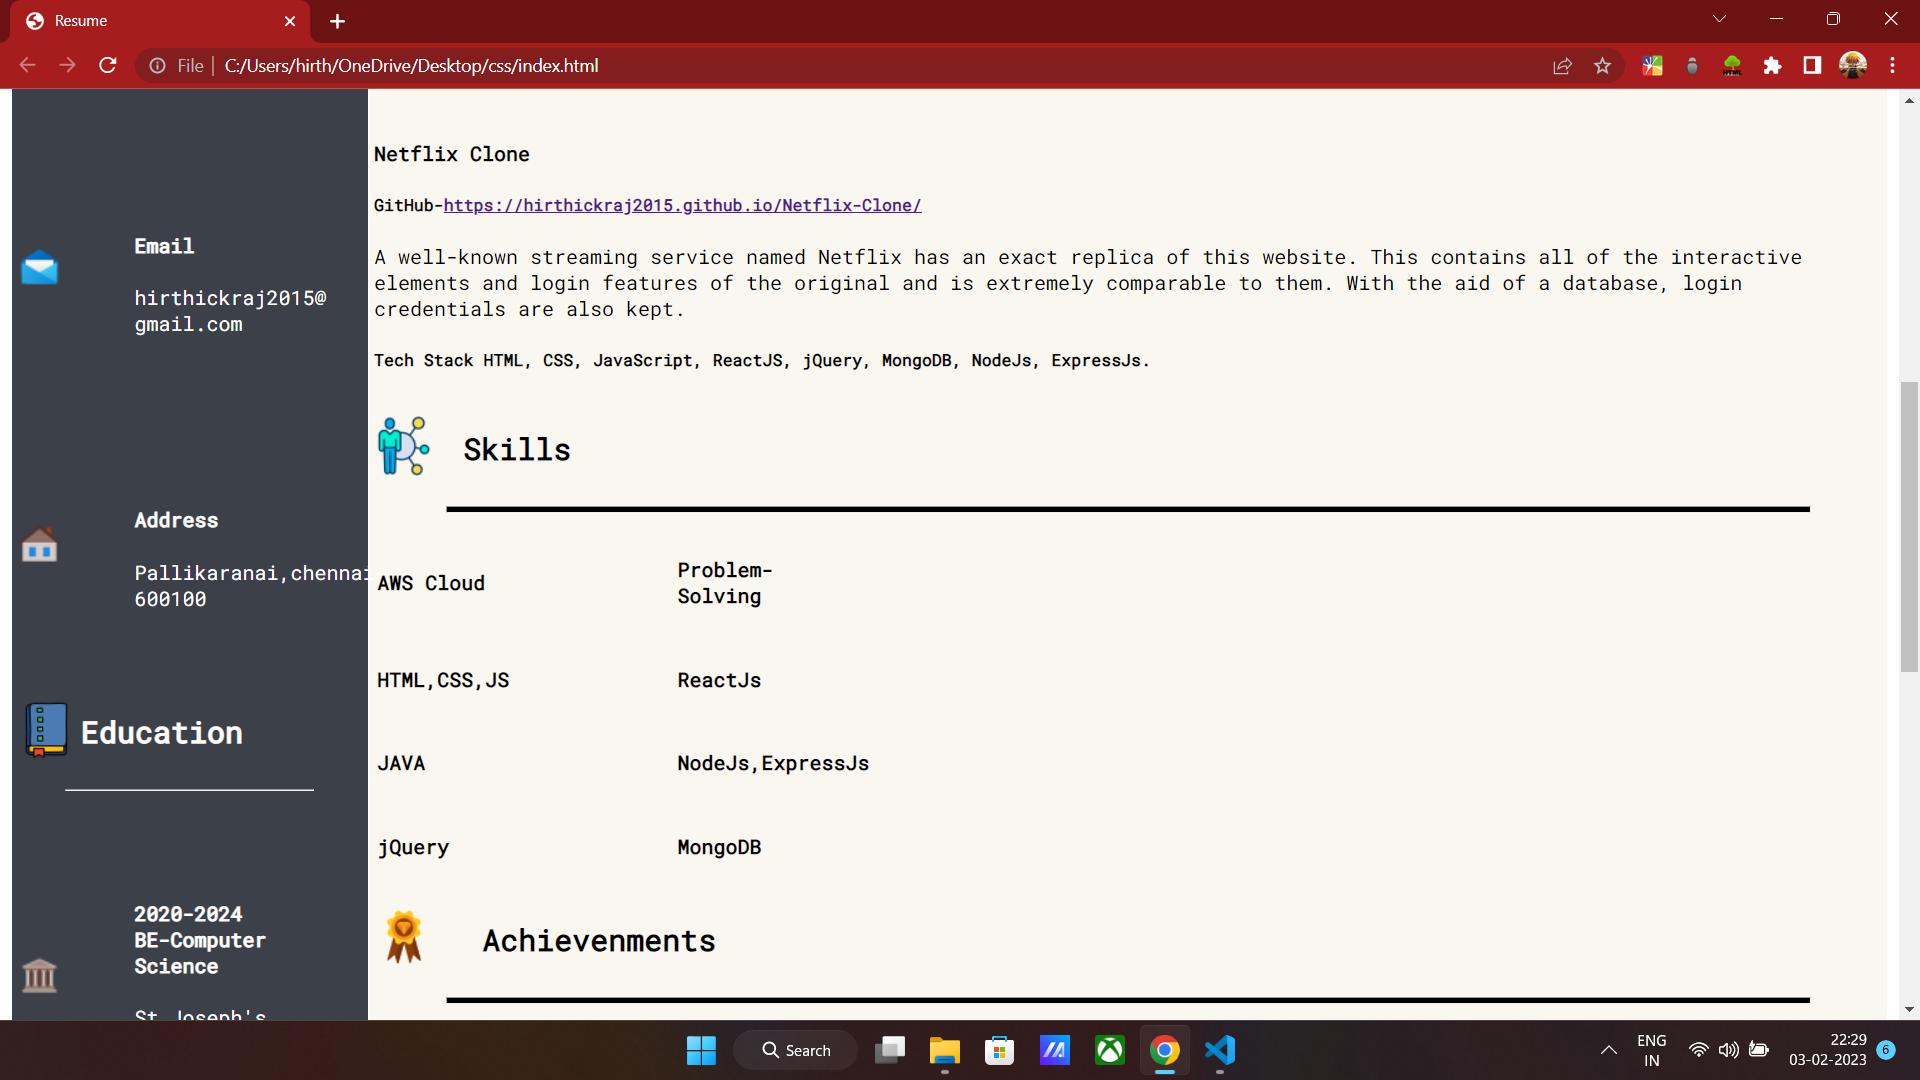 Resume
File
C:/Users/hirth/OneDrive/Desktop/css/index.html
Email
hirthickraj2015@
gmail.com
Address
Pallikaranai,chennai-
600100
Education
2020-2024
BE-Computer
Science
St Joseph's
Netflix Clone
GitHub-https://hirthickraj2015.github.io/Netflix-Clone/
A well-known streaming service named Netflix has an exact replica of this website. This contains all of the interactive
elements and login features of the original and is extremely comparable to them. With the aid of a database, login
credentials are also kept.
Tech Stack HTML, CSS, JavaScript, ReactJS, jQuery, MongoDB, NodeJs, ExpressJs.
Skills
AWS Cloud
Problem-
Solving
HTML,CSS,JS
ReactJs
JAVA
NodeJs,ExpressJs
jQuery
MongoDB
Achievenments
Search
ENG
IN
22:29
03-02-2023
6